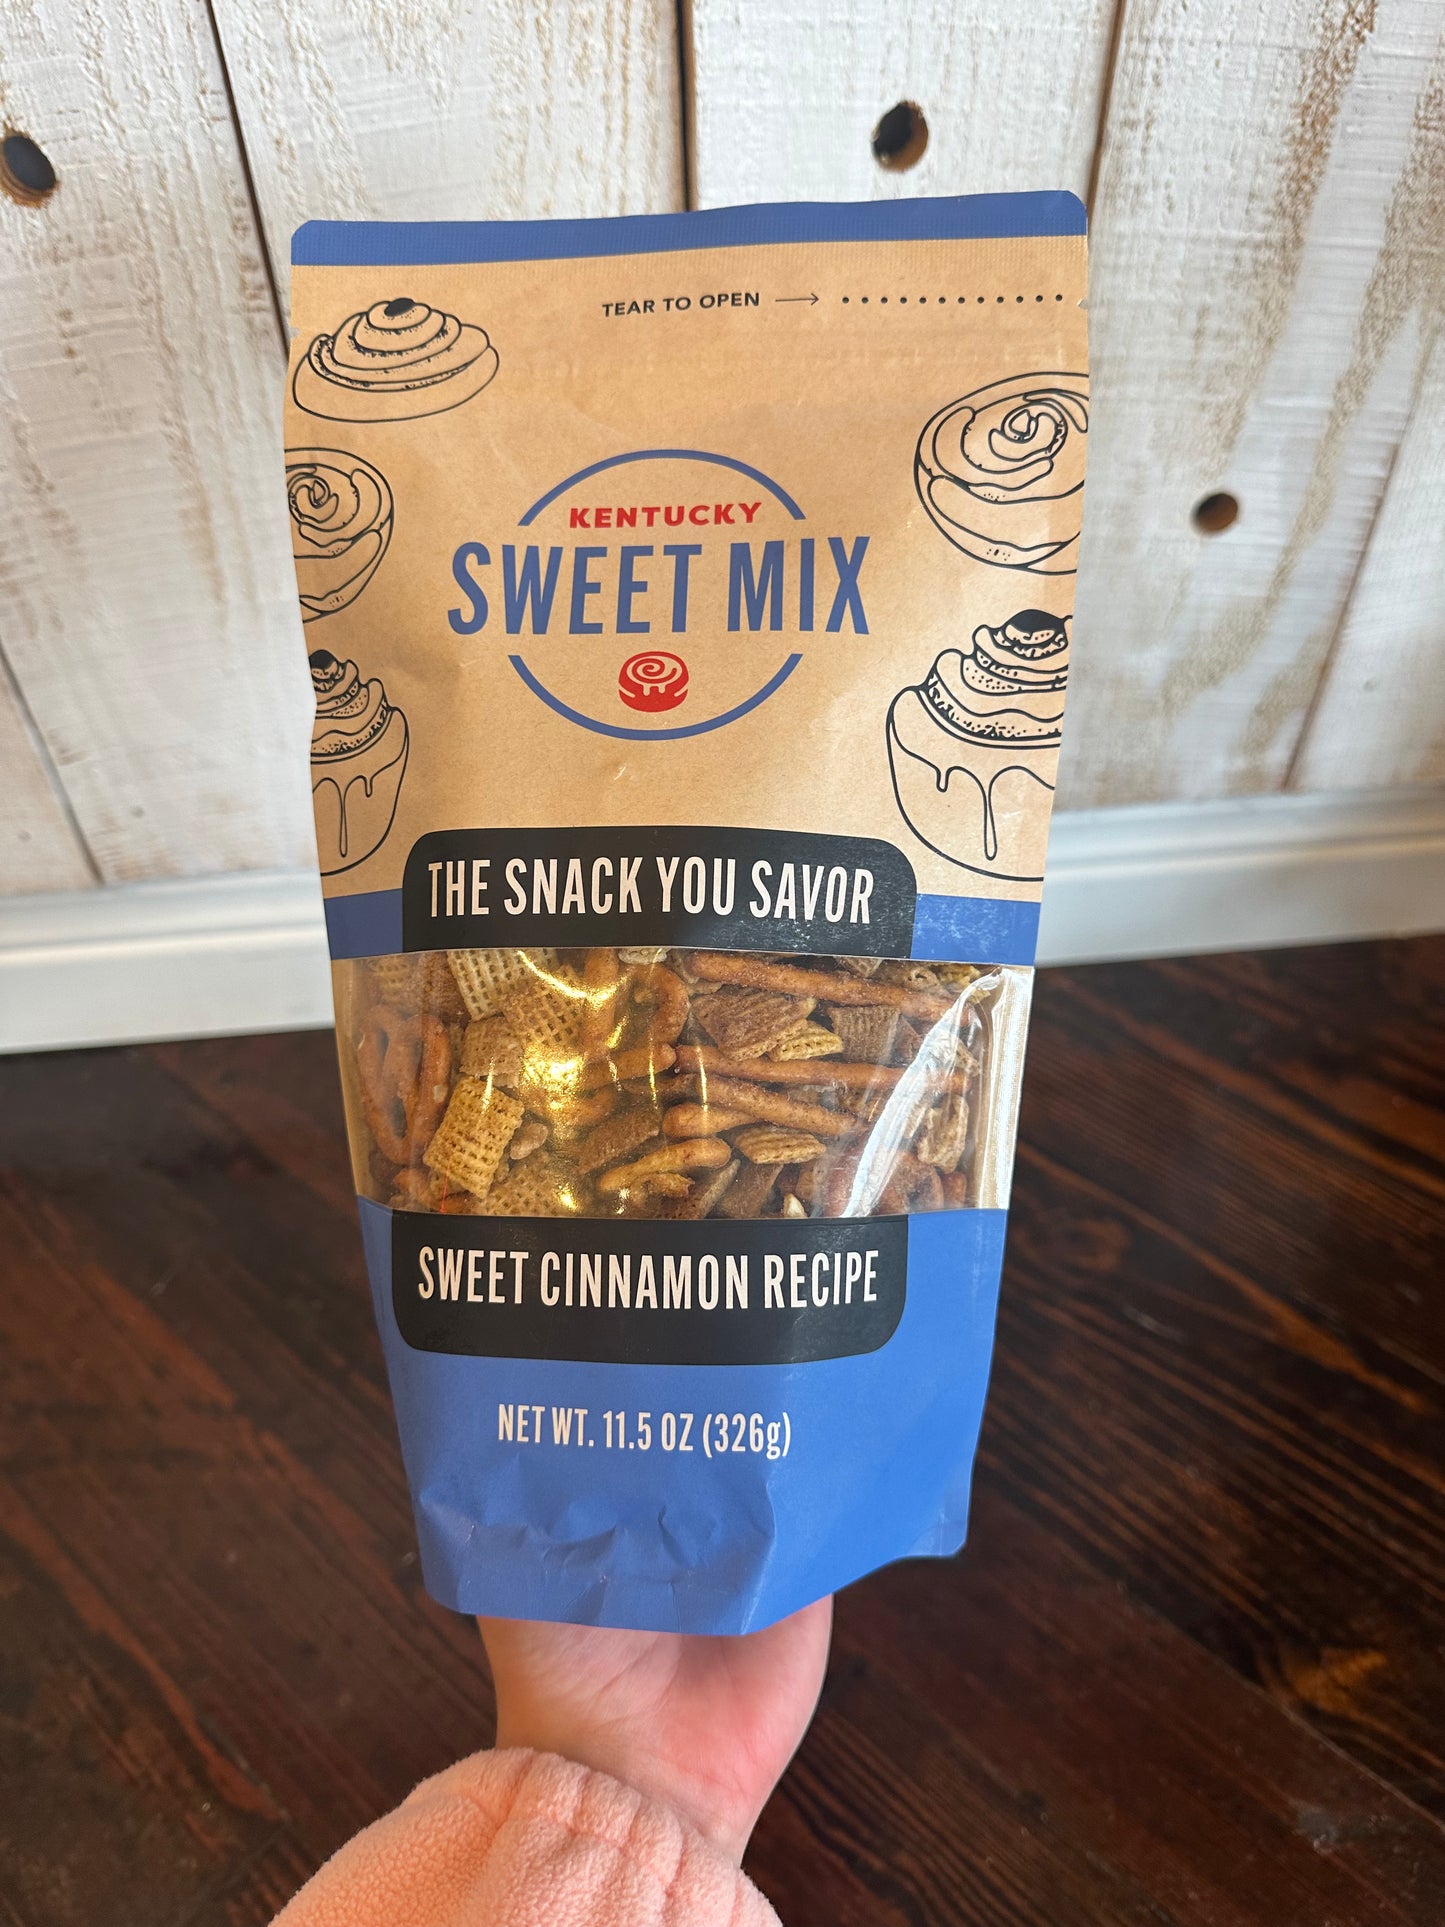 TEAR TO OPEN
KENTUCKY
SWEET MIX
THE SNACK YOU SAVOR
SWEET CINNAMON RECIPE
NET WT. 11.5 OZ (326g)